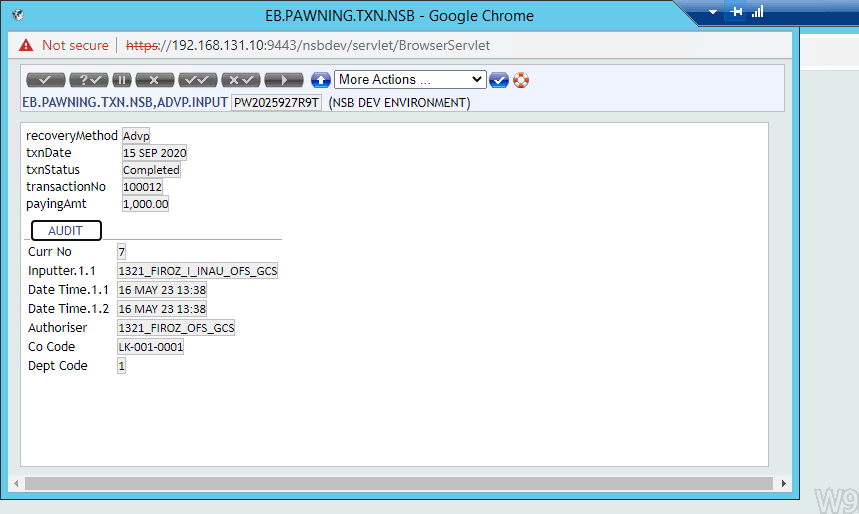 EB.PAWNING.TXN.NSB - Google Chrome
Not secure https://192.168.131.10:9443/nsbdev/servlet/BrowserServlet
More Actions ...
EB.PAWNING.TXN.NSB,ADVP.INPUT PW2025927R9T (NSB DEV ENVIRONMENT)
recoveryMethod Advp
txnDate 15 SEP 2020
txnStatus Completed
transactionNo 100012
payingAmt 1,000.00
AUDIT
Curr No 7
Inputter.1.1 1321_FIROZ_I_INAU_OFS_GCS
Date Time.1.1 16 MAY 23 13:38
Date Time.1.2 16 MAY 23 13:38
Authoriser 1321_FIROZ_OFS_GCS
Co Code LK-001-0001
Dept Code 1
W9